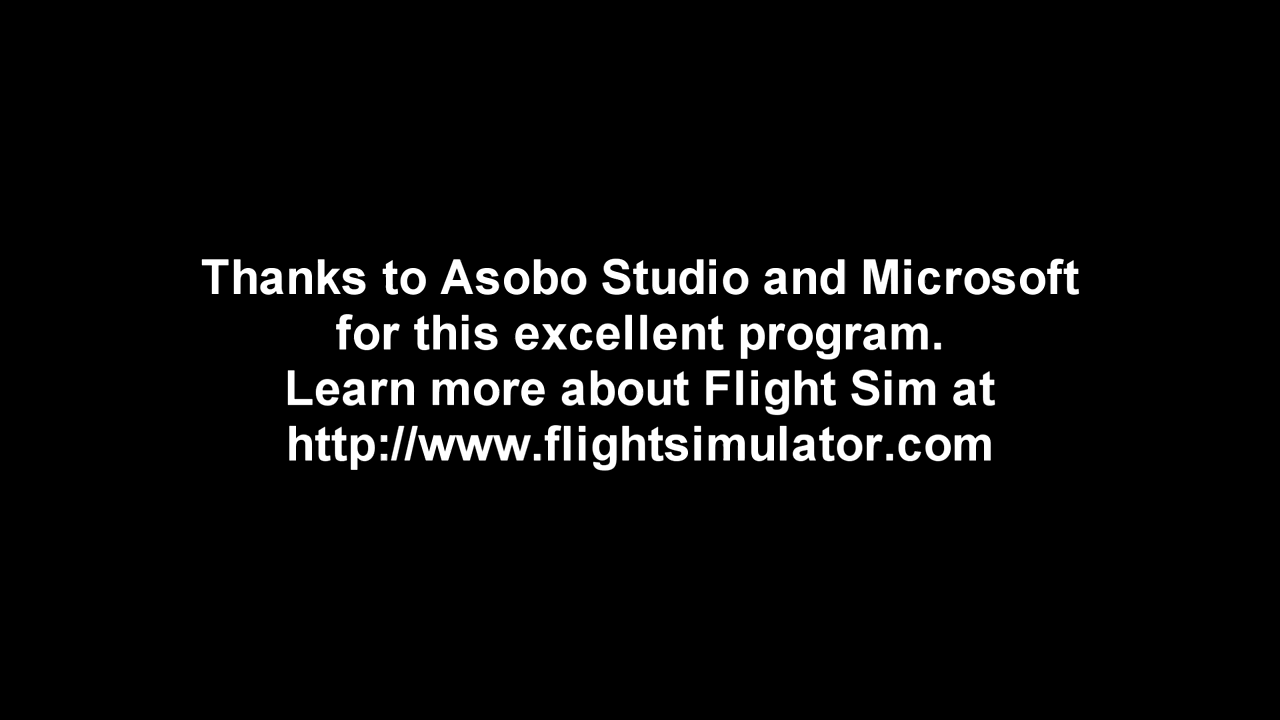 Thanks to Asobo Studio and Microsoft
for this excellent program.
Learn more about Flight Sim at
http://www.flightsimulator.com